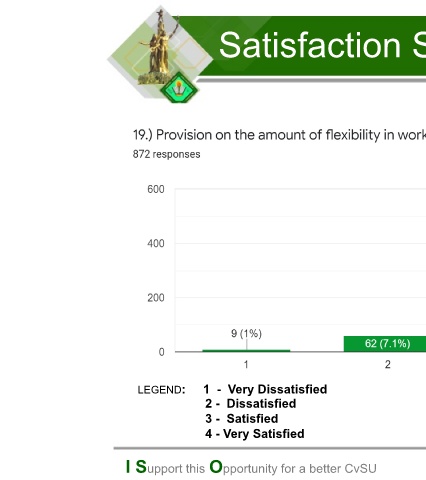 Satisfaction S
19.) Provision on the amount of flexibility in work
872 responses
600
400
200
0
9 (1%)
62 (7.1%)
1
2
LEGEND: 1 - Very Dissatisfied
2 - Dissatisfied
3 - Satisfied
4 - Very Satisfied
I Support this Opportunity for a better CvSU